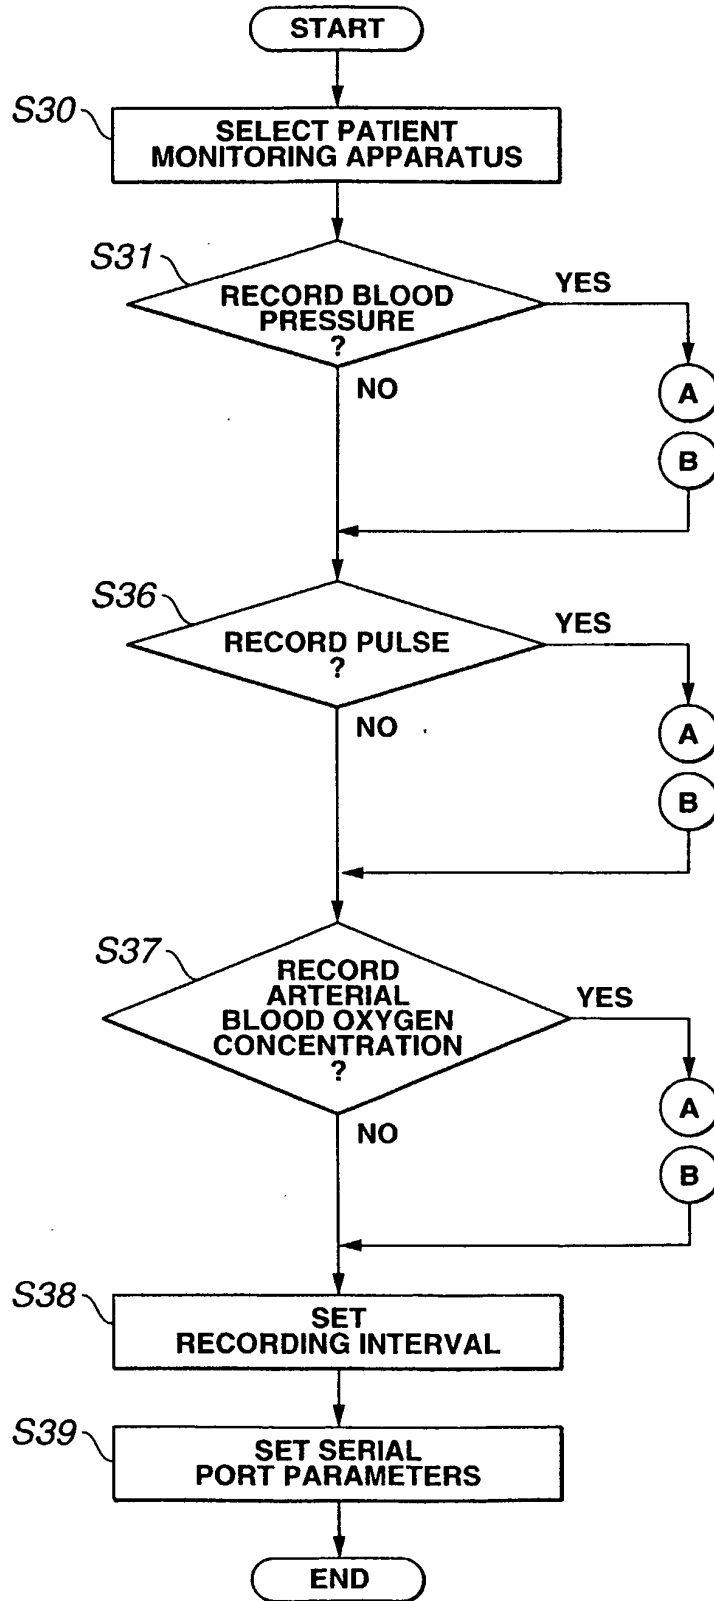 START
S30
SELECT PATIENT
MONITORING APPARATUS
S31
RECORD BLOOD
PRESSURE
?
YES
NO
A
B
S36
RECORD PULSE
?
YES
NO
A
B
S37
RECORD
ARTERIAL
BLOOD OXYGEN
CONCENTRATION
?
YES
NO
A
B
S38
SET
RECORDING INTERVAL
S39
SET SERIAL
PORT PARAMETERS
END